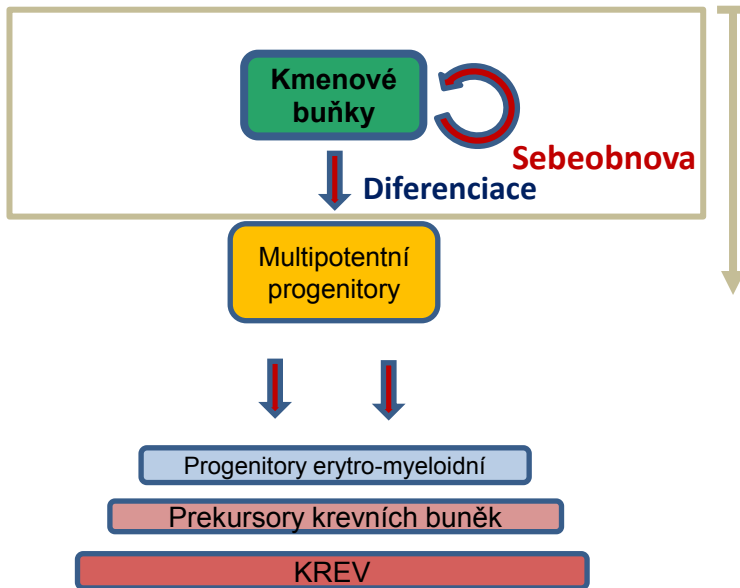 Kmenové
buňky
Sebeobnova
Diferenciace
Multipotentní
progenitory
Progenitory erytro-myeloidní
Prekursory krevních buněk
KREV